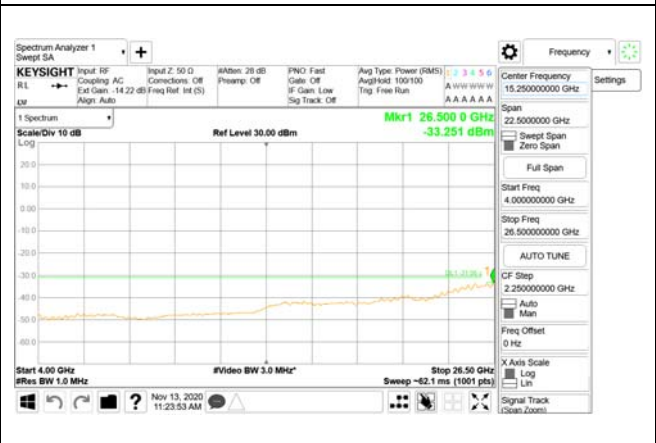 Spectrum Analyzer 1
Swept SA
+
Frequency
KEYSIGHT
RL
Input: RF
Coupling: AC
Ext Gain: -14.22 dB
Align: Auto
Input Z: 50 Ω
Corrections: Off
Freq Ref: Int (S)
#Atten: 28 dB
Preamp: Off
PNO: Fast
Gate: Off
IF Gain: Low
Sig Track: Off
Avg Type: Power (RMS)
Avg|Hold: 100/100
Trig: Free Run
1 2 3 4 5 6
A W W W W W
A A A A A A
1 Spectrum
Scale/Div 10 dB
Ref Level 30.00 dBm
Mkr1 26.500 0 GHz
-33.251 dBm
Log
20.0
10.0
0.00
-10.0
-20.0
-30.0
-40.0
-50.0
-60.0
1
Start 4.00 GHz
#Res BW 1.0 MHz
#Video BW 3.0 MHz*
Stop 26.50 GHz
Sweep ~62.1 ms (1001 pts)
Center Frequency
15.250000000 GHz
Settings
Span
22.5000000 GHz
Swept Span
Zero Span
Full Span
Start Freq
4.000000000 GHz
Stop Freq
26.500000000 GHz
AUTO TUNE
CF Step
2.250000000 GHz
Auto
Man
Freq Offset
0 Hz
X Axis Scale
Log
Lin
Signal Track
(Span Zoom)
?
Nov 13, 2020
11:23:53 AM